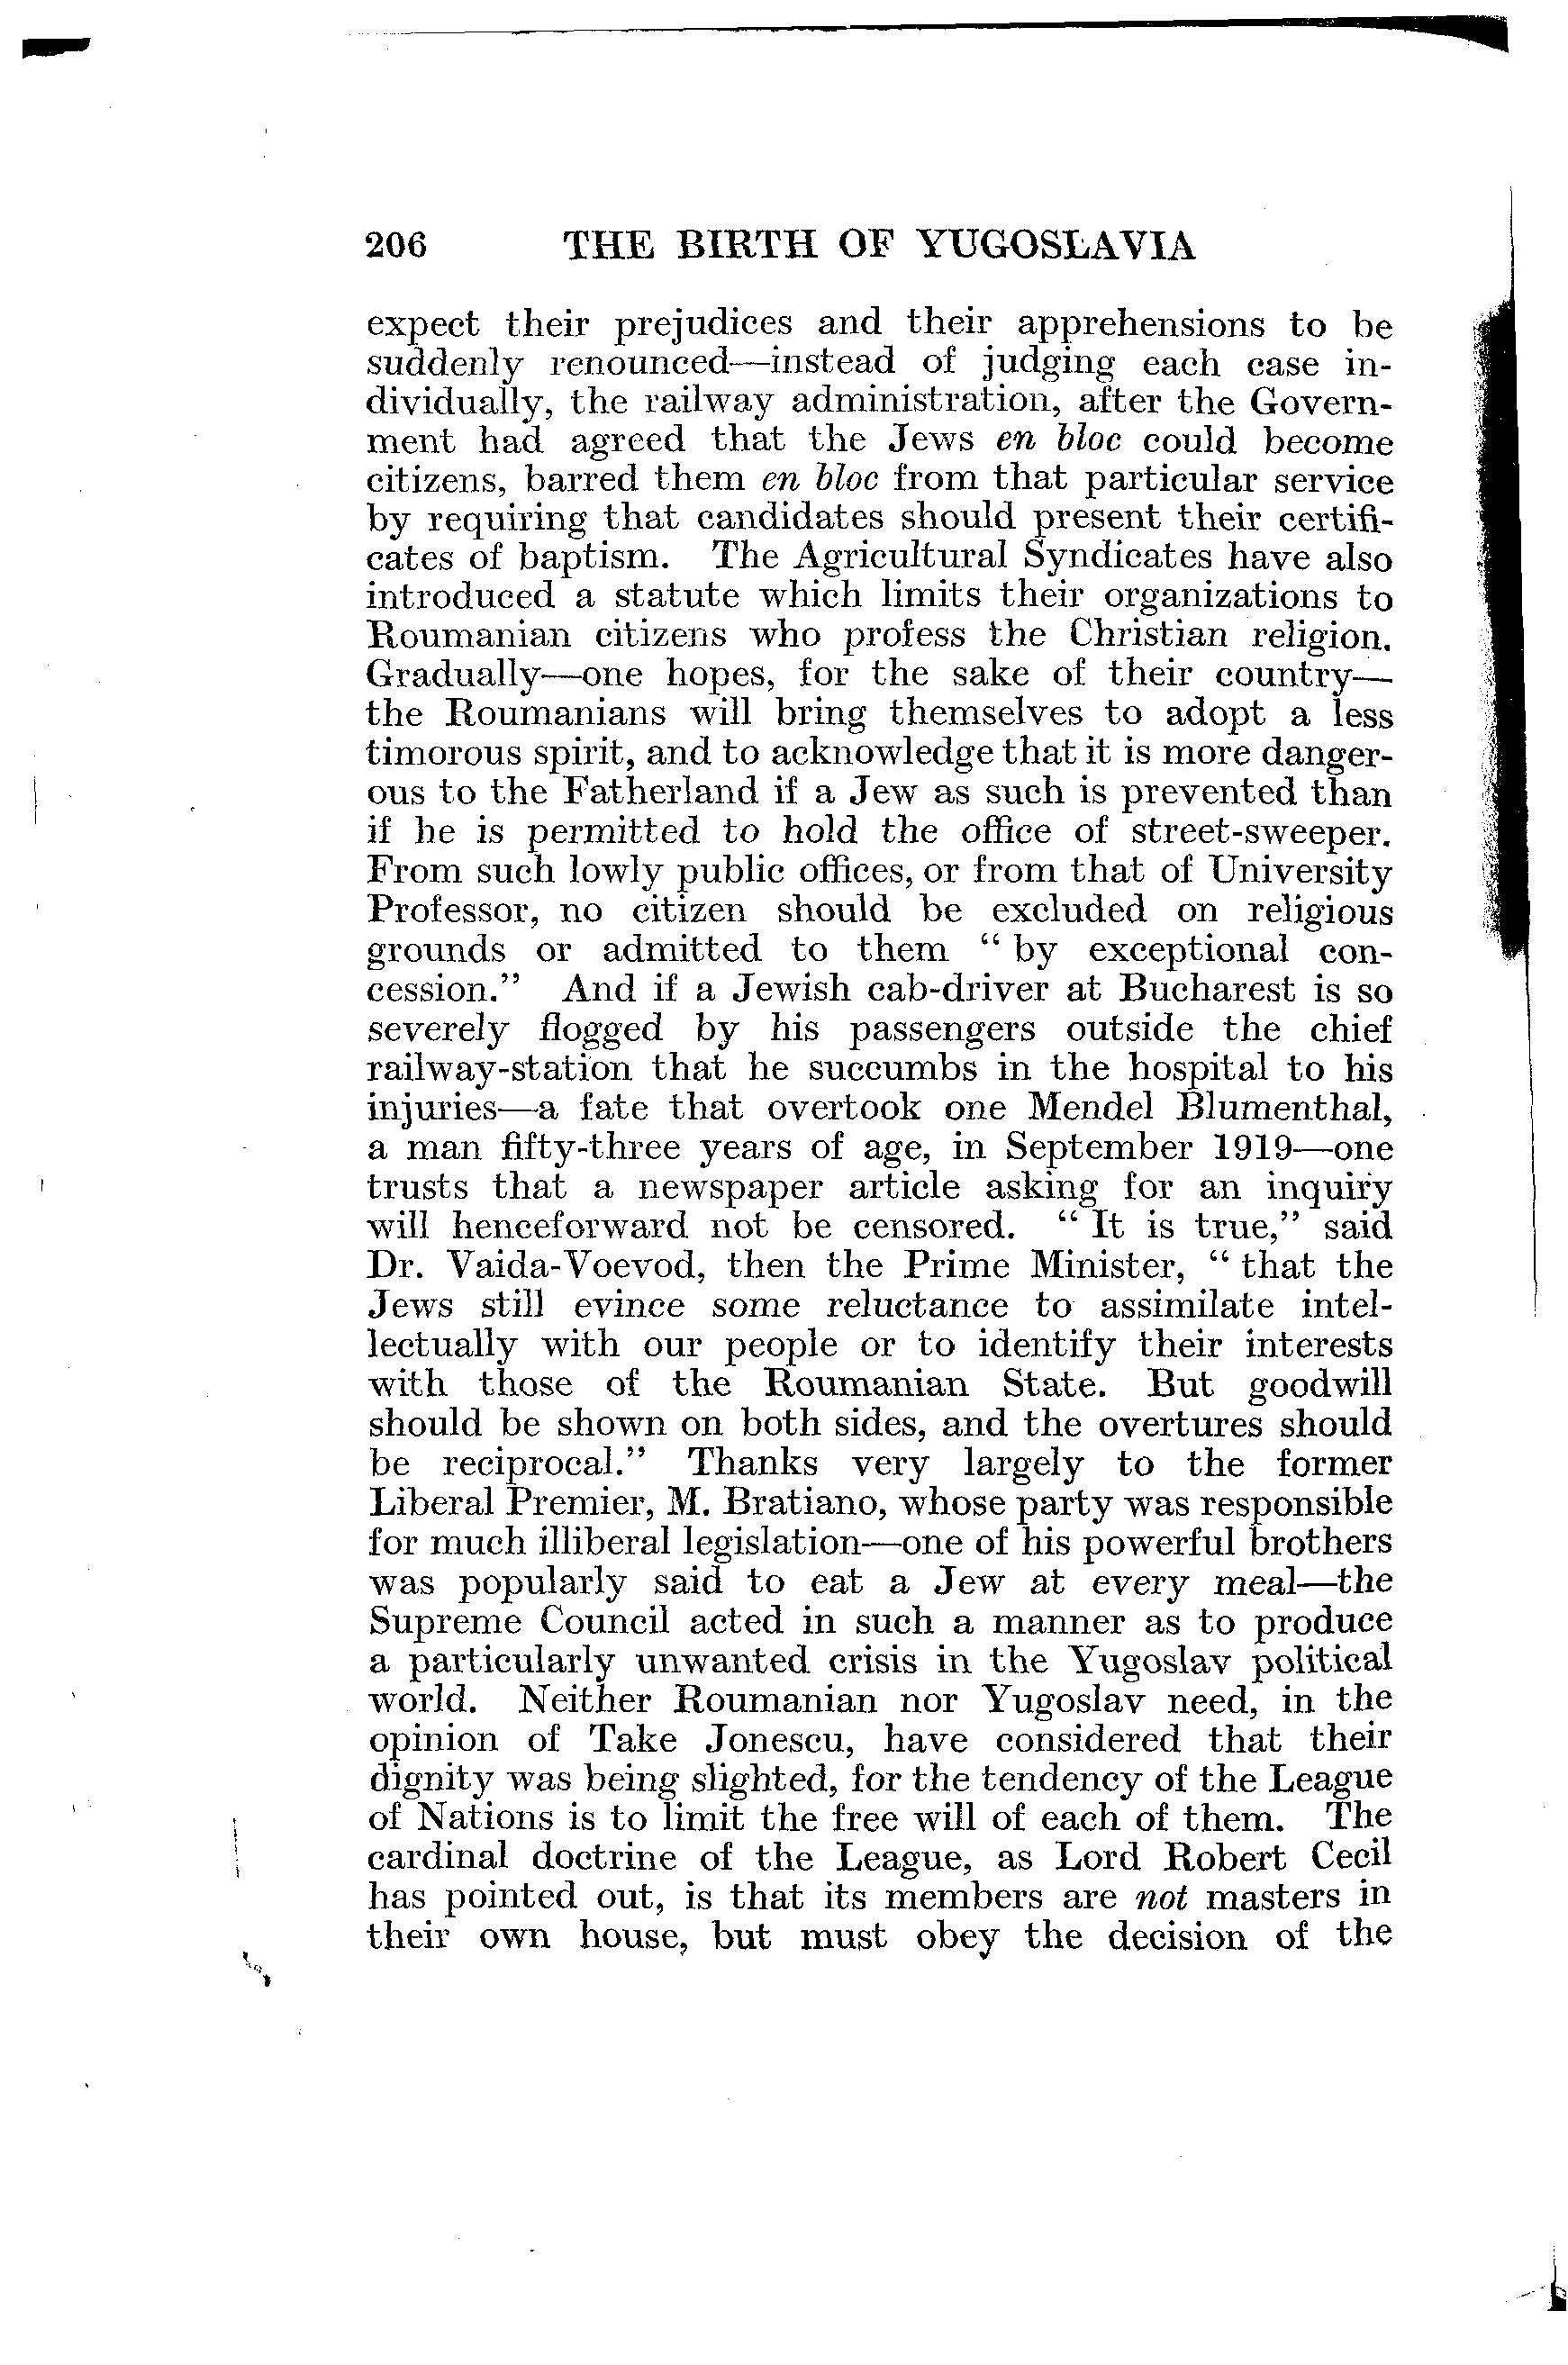 206 THE BIRTH OF YUGOSLAVIA
expect their prejudices and their apprehensions to be
suddenly renounced—instead of judging each case in-
dividually, the railway administration, after the Govern-
ment had agreed that the Jews en bloc could become
citizens, barred them en bloc from that particular service
by requiring that candidates should present their certifi-
cates of baptism. The Agricultural Syndicates have also
introduced a statute which limits their organizations to
Roumanian citizens who profess the Christian religion.
Gradually—one hopes, for the sake of their country—
the Roumanians will bring themselves to adopt a less
timorous spirit, and to acknowledge that it is more danger-
ous to the Fatherland if a Jew as such is prevented than
if he is permitted to hold the office of street-sweeper.
From such lowly public offices, or from that of University
Professor, no citizen should be excluded on religious
grounds or admitted to them “ by exceptional con-
cession.” And if a Jewish cab-driver at Bucharest is so
severely flogged by his passengers outside the chief
railway-station that he succumbs in the hospital to his
injuries—a fate that overtook one Mendel Blumenthal,
a man fifty-three years of age, in September 1919—one
trusts that a newspaper article asking for an inquiry
will henceforward not be censored. “ It is true,” said
Dr. Vaida-Voevod, then the Prime Minister, “ that the
Jews still evince some reluctance to assimilate intel-
lectually with our people or to identify their interests
with those of the Roumanian State. But goodwill
should be shown on both sides, and the overtures should
be reciprocal.” Thanks very largely to the former
Liberal Premier, M. Bratiano, whose party was responsible
for much illiberal legislation—one of his powerful brothers
was popularly said to eat a Jew at every meal—the
Supreme Council acted in such a manner as to produce
a particularly unwanted crisis in the Yugoslav political
world. Neither Roumanian nor Yugoslav need, in the
opinion of Take Jonescu, have considered that their
dignity was being slighted, for the tendency of the League
of Nations is to limit the free will of each of them. The
cardinal doctrine of the League, as Lord Robert Cecil
has pointed out, is that its members are not masters in
their own house, but must obey the decision of the